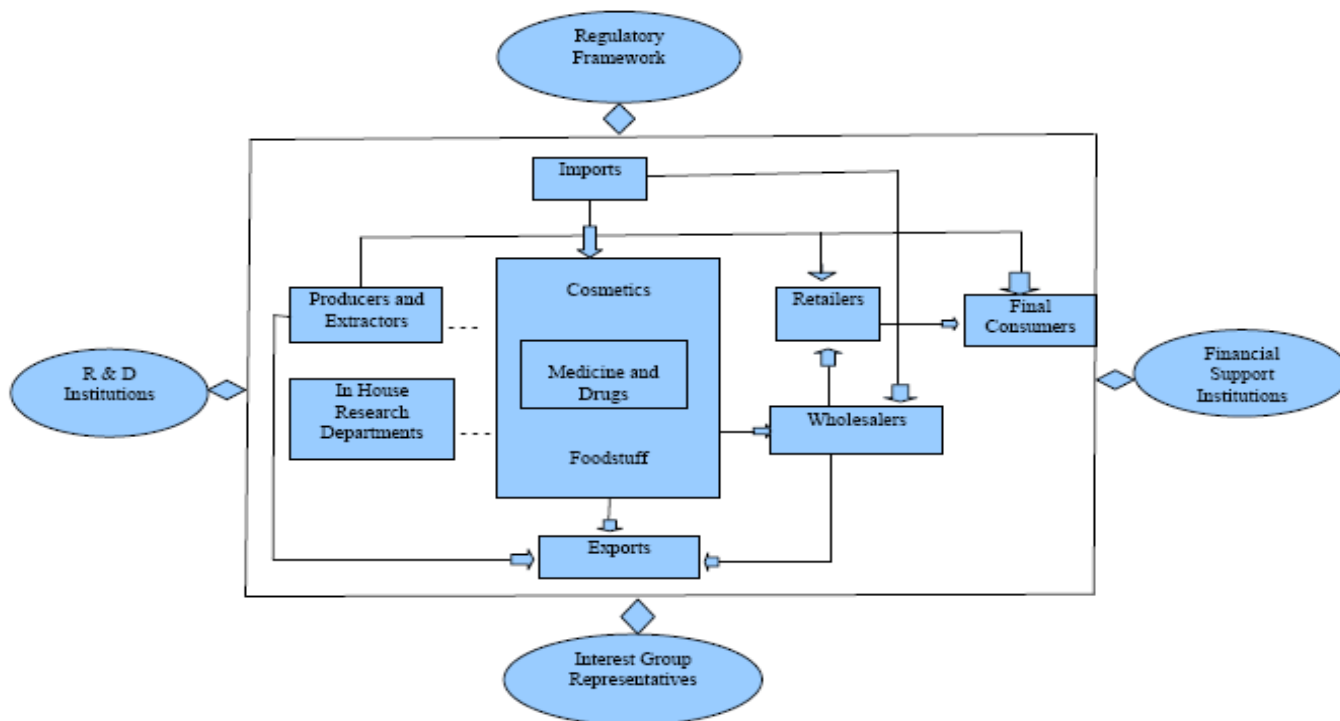 Regulatory
Framework
Imports
Cosmetics
Producers and
Extractors
Retailers
Final
Consumers
R & D
Institutions
In House
Research
Departments
Medicine and
Drugs
Financial
Support
Institutions
Wholesalers
Foodstuff
Exports
Interest Group
Representatives